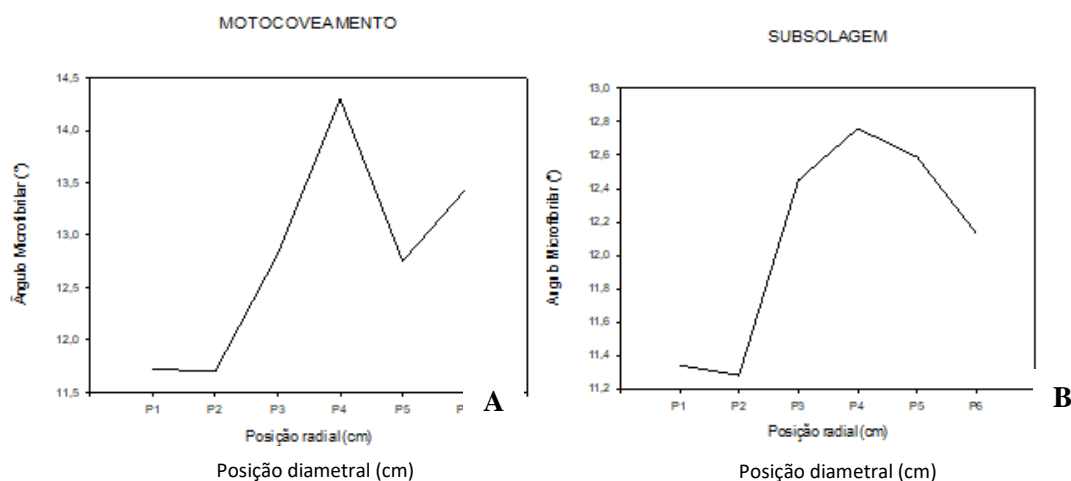 MOTOCOVEAMENTO
14,5
14,0
13,5
13,0
12,5
12,0
11,5
Ângulo Microfibrilar (°)
P1 P2 P3 P4 P5 P
Posição radial (cm)
Posição diametral (cm)
A
SUBSOLAGEM
13,0
12,8
12,6
12,4
12,2
12,0
11,8
11,6
11,4
11,2
Ângulo Microfibrilar (°)
P1 P2 P3 P4 P5 P6
Posição radial (cm)
Posição diametral (cm)
B